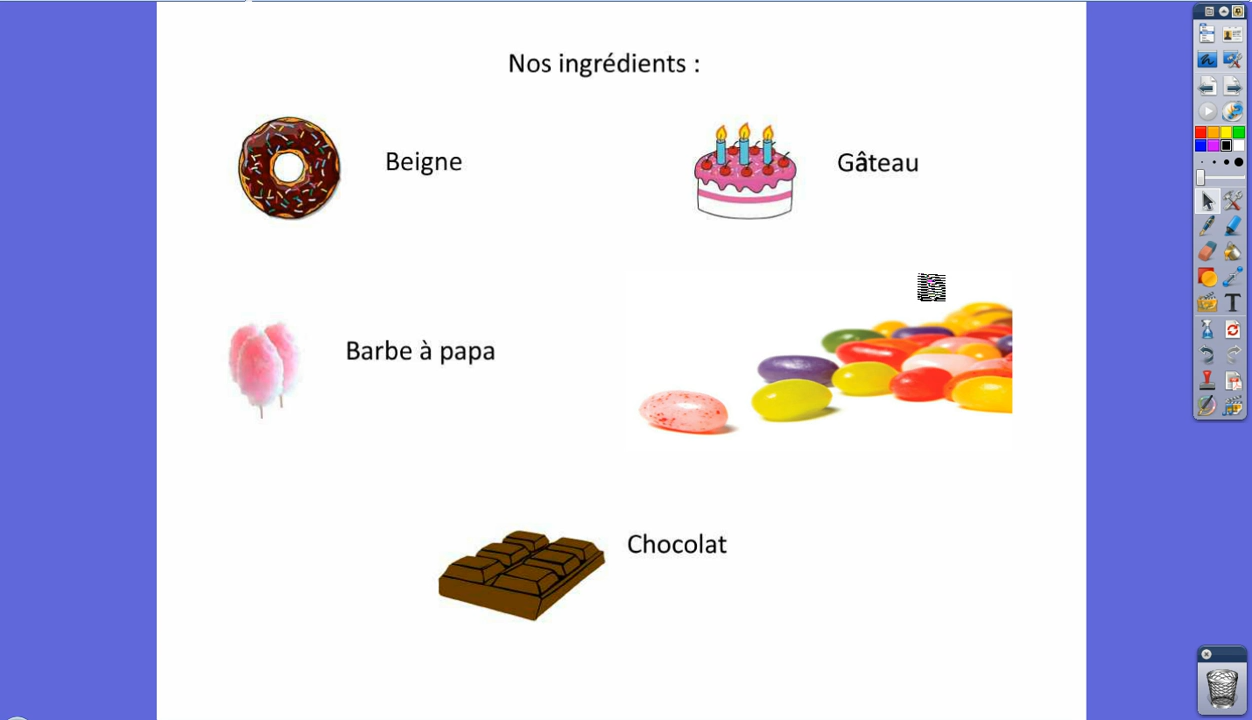 Nos ingrédients :
Beigne
Gâteau
Barbe à papa
Chocolat